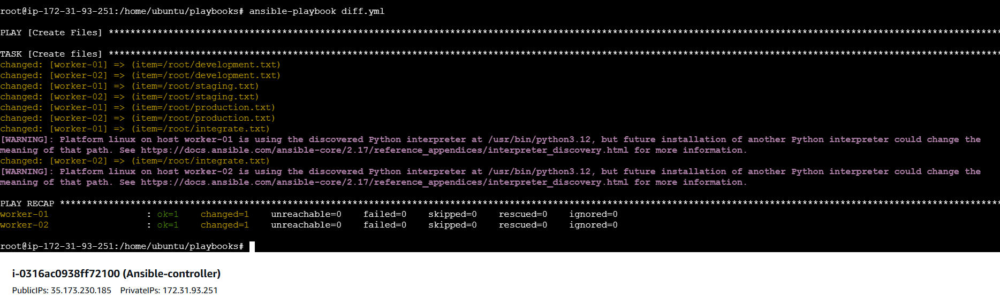 root@ip-172-31-93-251:/home/ubuntu/playbooks# ansible-playbook diff.yml
PLAY [Create Files] *********************************************************************************************************************************************************************
TASK [Create files] *********************************************************************************************************************************************************************
changed: [worker-01] => (item=/root/development.txt)
changed: [worker-02] => (item=/root/development.txt)
changed: [worker-01] => (item=/root/staging.txt)
changed: [worker-02] => (item=/root/staging.txt)
changed: [worker-01] => (item=/root/production.txt)
changed: [worker-02] => (item=/root/production.txt)
changed: [worker-01] => (item=/root/integrate.txt)
[WARNING]: Platform linux on host worker-01 is using the discovered Python interpreter at /usr/bin/python3.12, but future installation of another Python interpreter could change the
meaning of that path. See https://docs.ansible.com/ansible-core/2.17/reference_appendices/interpreter_discovery.html for more information.
changed: [worker-02] => (item=/root/integrate.txt)
[WARNING]: Platform linux on host worker-02 is using the discovered Python interpreter at /usr/bin/python3.12, but future installation of another Python interpreter could change the
meaning of that path. See https://docs.ansible.com/ansible-core/2.17/reference_appendices/interpreter_discovery.html for more information.
PLAY RECAP ******************************************************************************************************************************************************************************
worker-01                  : ok=1    changed=1    unreachable=0    failed=0    skipped=0    rescued=0    ignored=0
worker-02                  : ok=1    changed=1    unreachable=0    failed=0    skipped=0    rescued=0    ignored=0
root@ip-172-31-93-251:/home/ubuntu/playbooks#
i-0316ac0938ff72100 (Ansible-controller)
PublicIPs: 35.173.230.185    PrivateIPs: 172.31.93.251